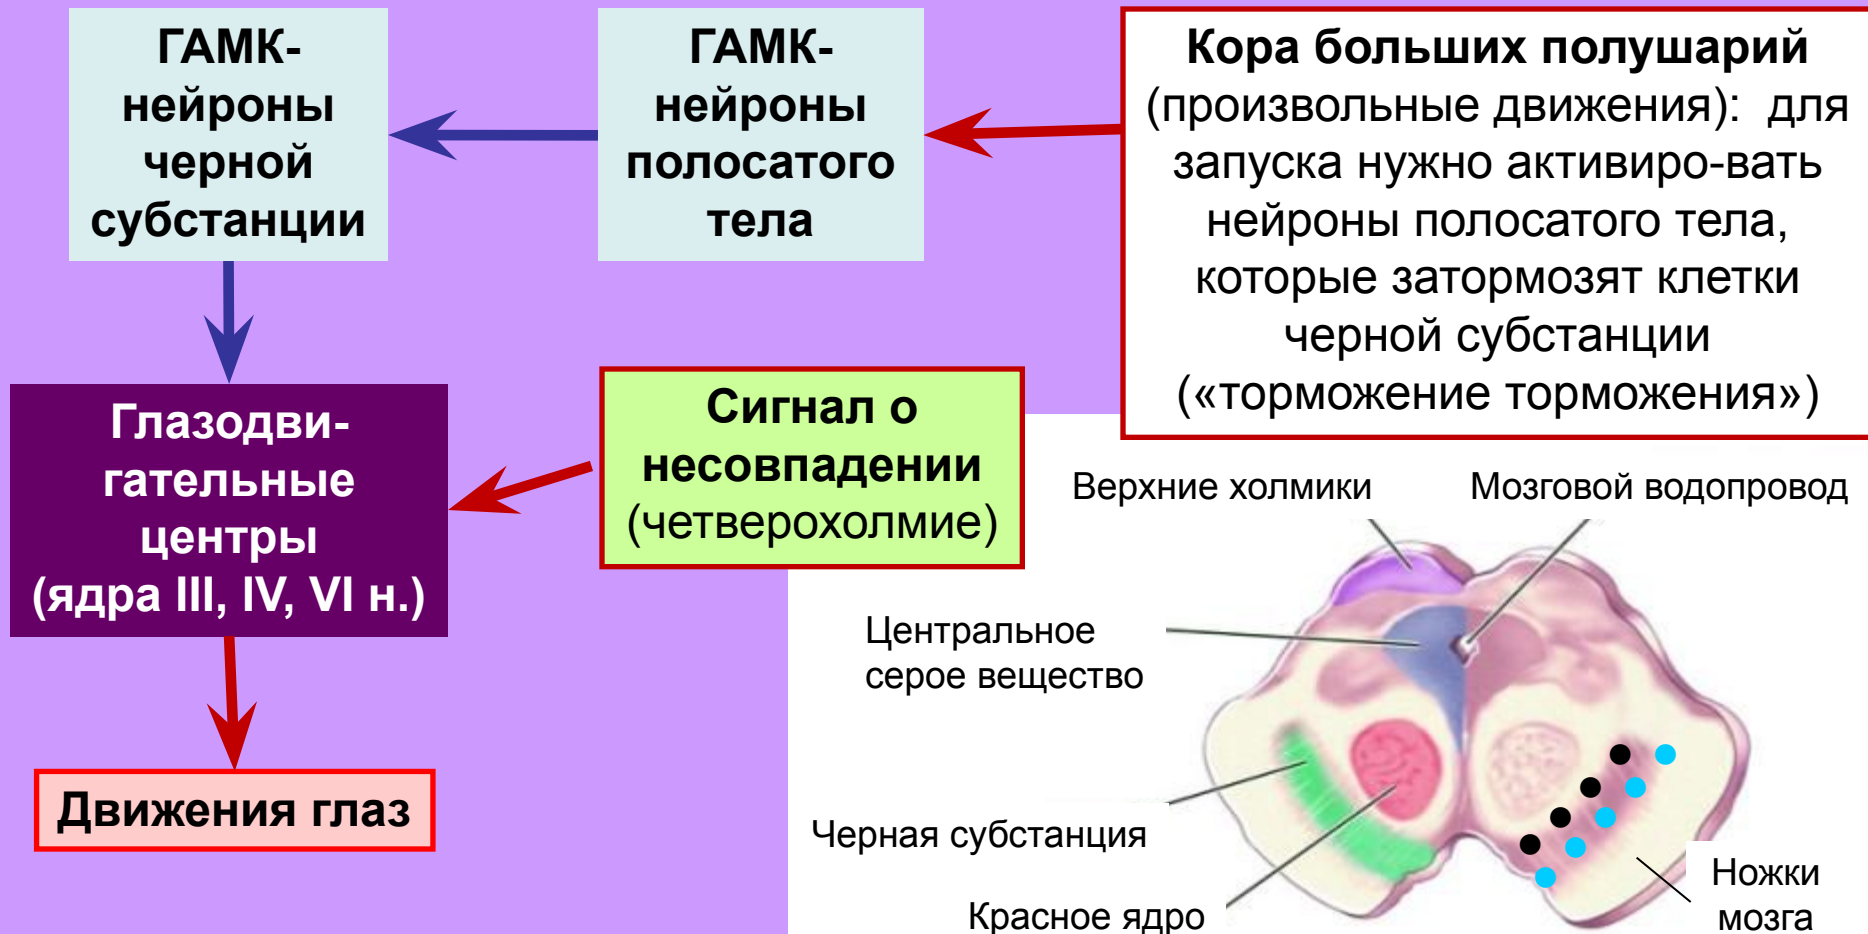 ГАМК-
нейроны
черной
субстанции
ГАМК-
нейроны
полосатого
тела
Кора больших полушарий
(произвольные движения): для
запуска нужно активиро-вать
нейроны полосатого тела,
которые затормозят клетки
черной субстанции
(«торможение торможения»)
Глазодви-
гательные
центры
(ядра III, IV, VI н.)
Сигнал о
несовпадении
(четверохолмие)
Движения глаз
Верхние холмики
Мозговой водопровод
Центральное
серое вещество
Черная субстанция
Красное ядро
Ножки
мозга